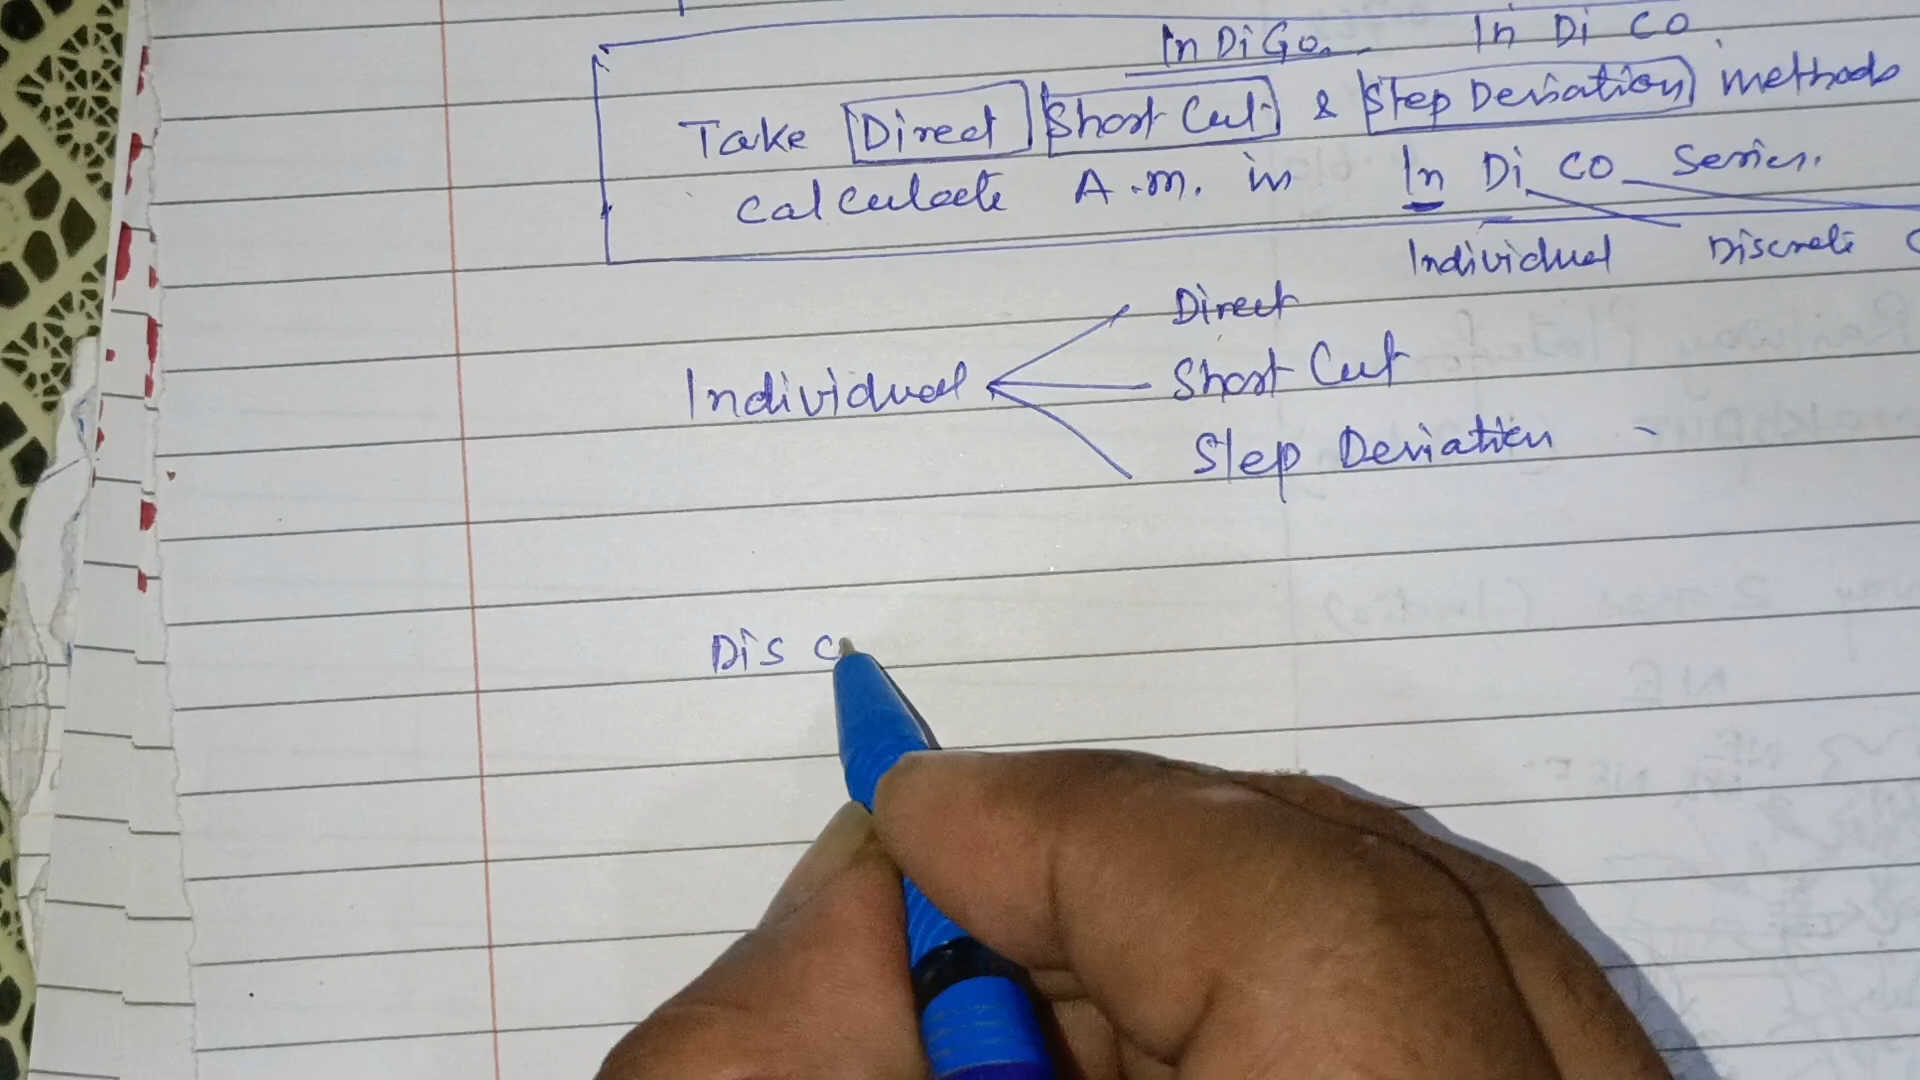 In Di Go. In Di CO
Take Direct Short Cut & Step Deviation methods
calculate A.m. in In Di CO Series.
Individual Discrete C
Direct
Individual Short Cut
Step Deviation -
Dis c